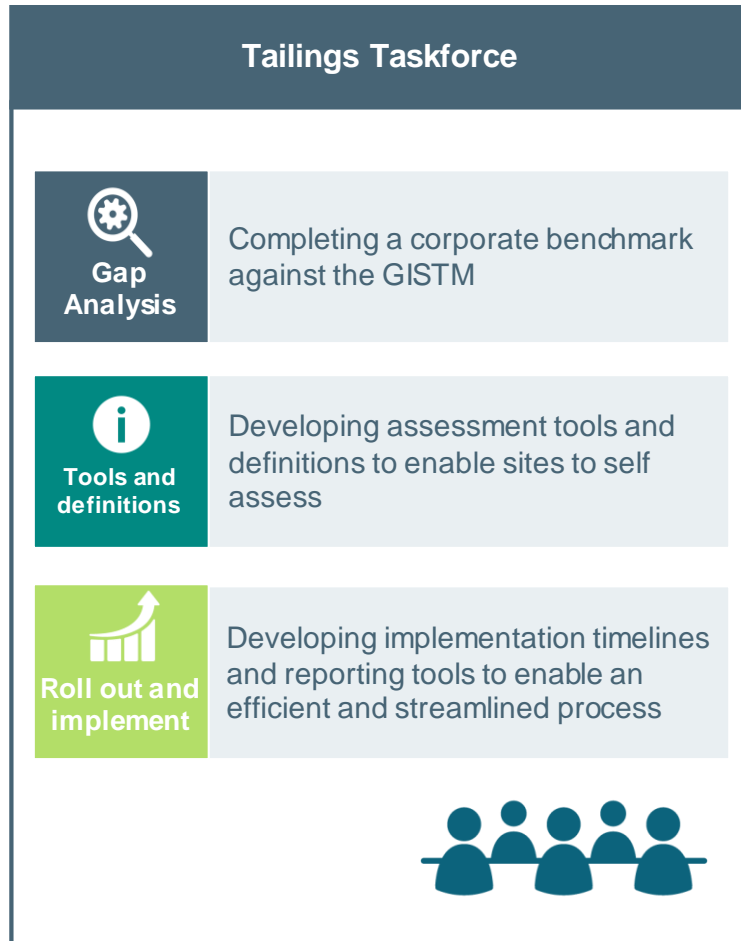 Tailings Taskforce
Gap
Analysis
Completing a corporate benchmark
against the GISTM
Tools and
definitions
Developing assessment tools and
definitions to enable sites to self
assess
Roll out and
implement
Developing implementation timelines
and reporting tools to enable an
efficient and streamlined process